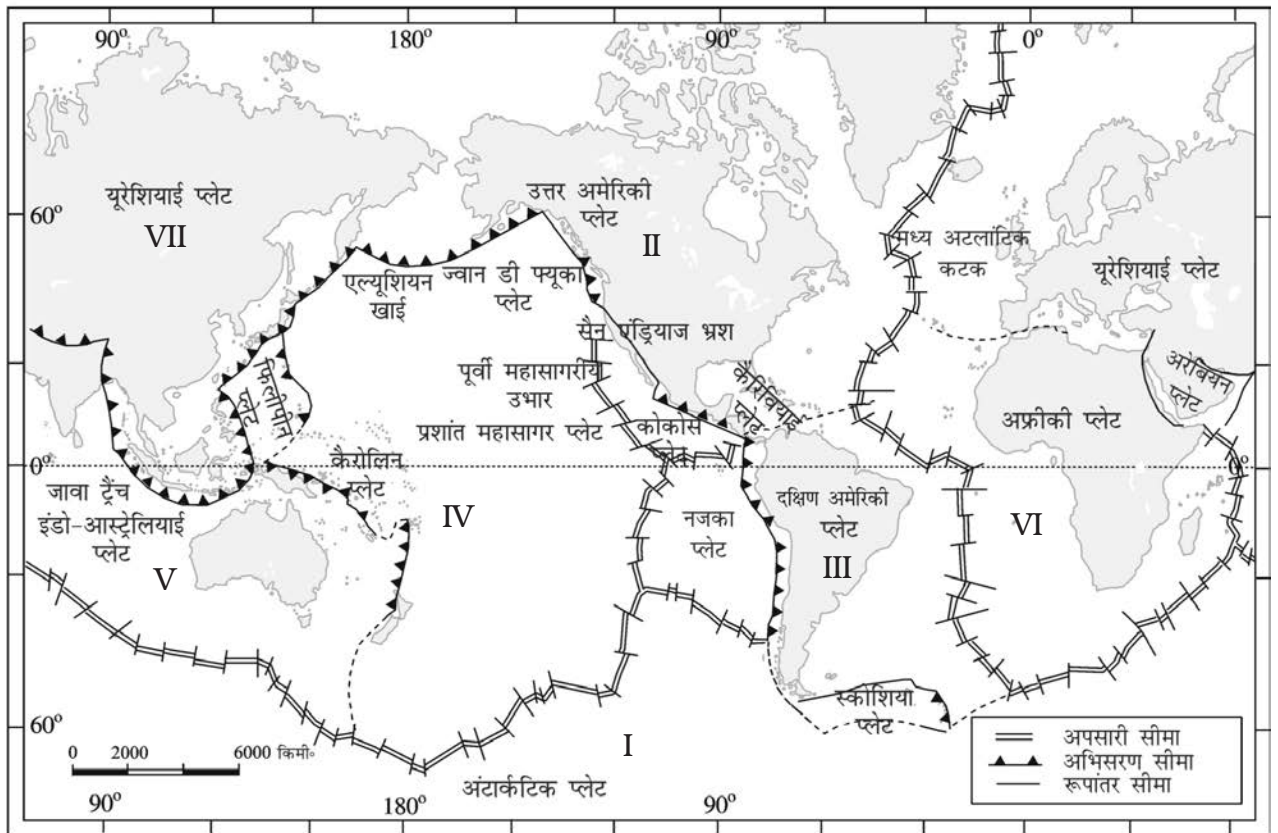 90° 180° 90° 0°
यूरेशियाई प्लेट
VII
उत्तर अमेरिकी
प्लेट
II
60°
मध्य अटलांटिक
कटक
यूरेशियाई प्लेट
एल्यूशियन
खाई
ज्वान डी फ्यूका
प्लेट
सैन एंड्रियाज भ्रश
फिलीपीन
प्लेट
पूर्वी महासागरीय
उभार
कैरिबियाई
प्लेट
अरेबियन
प्लेट
प्रशांत महासागर प्लेट
कोकोस
प्लेट
अफ्रीकी प्लेट
0° 0°
कैरोलिन
प्लेट
जावा ट्रैंच
इंडो-आस्ट्रेलियाई
प्लेट
V
IV
नजका
प्लेट
दक्षिण अमेरिकी
प्लेट
III
VI
स्कोशिया
प्लेट
60°
0 2000 6000 किमी॰
I
अंटार्कटिक प्लेट
अपसारी सीमा
अभिसरण सीमा
रूपांतर सीमा
90° 180° 90° 0°